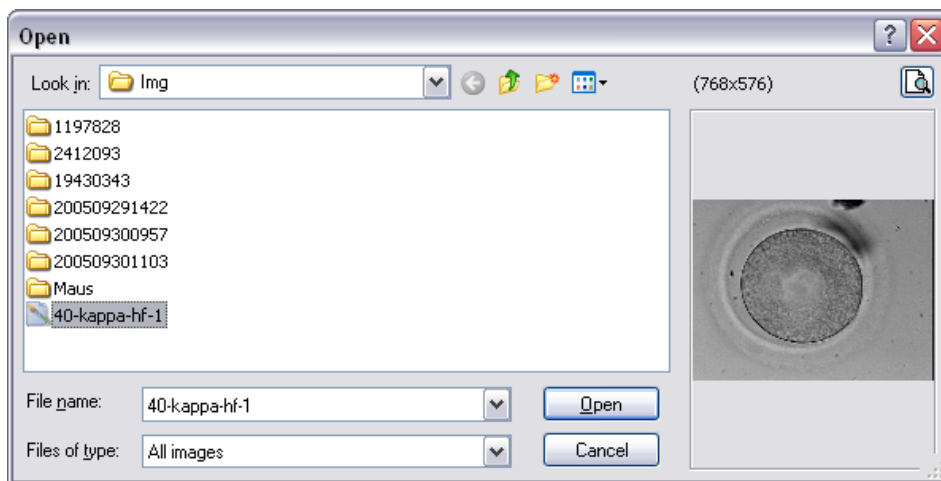 Open
Look in: Img (768x576)
1197828
2412093
19430343
200509291422
200509300957
200509301103
Maus
40-kappa-hf-1
File name: 40-kappa-hf-1 Open
Files of type: All images Cancel